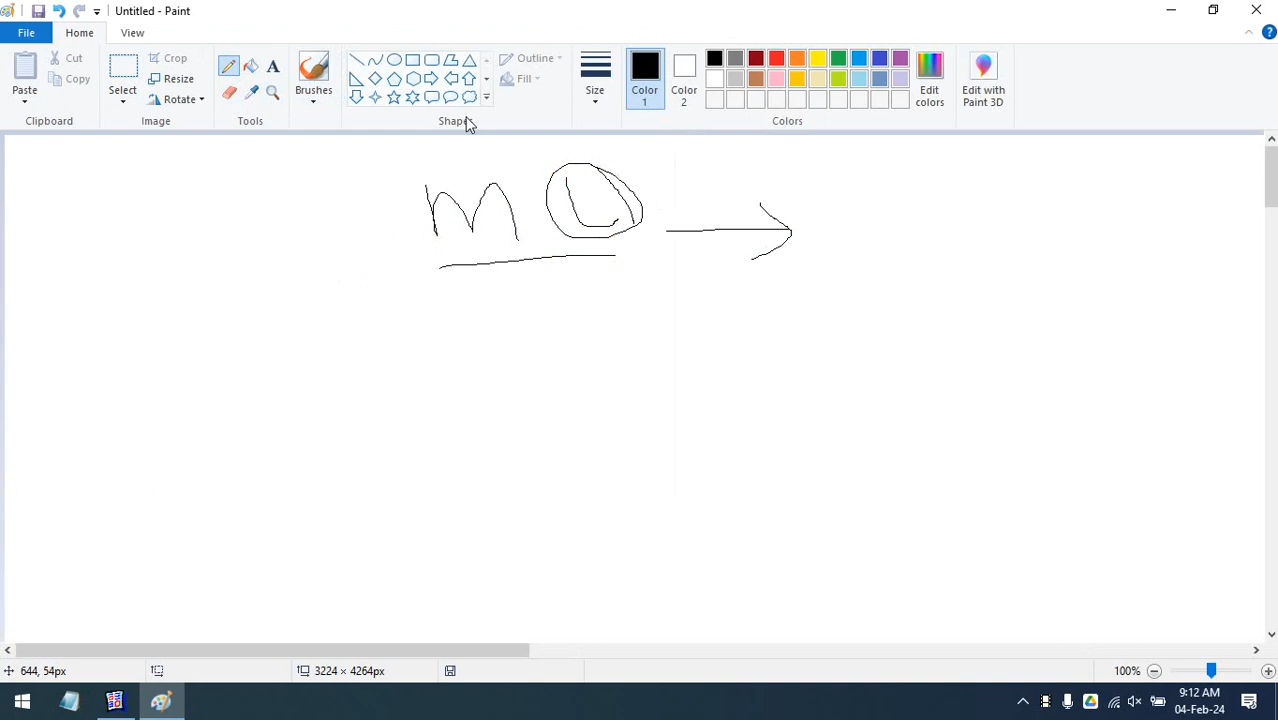 Untitled - Paint
File Home View
Paste Cut Copy Clipboard
Select Crop Resize Rotate Image
A Tools
Brushes
Shapes Outline Fill
Size
Color 1 Color 2 Colors Edit colors
Edit with Paint 3D
m L →
644, 54px 3224 × 4264px 100%
9:12 AM
04-Feb-24